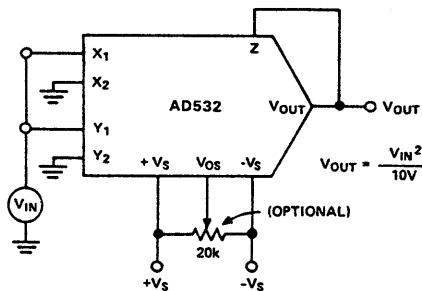 Z
X1
X2
AD532
VOUT
VOUT
Y1
Y2
+VS
VOS
-VS
VOUT = VIN²
10V
VIN
(OPTIONAL)
20k
+VS
-VS